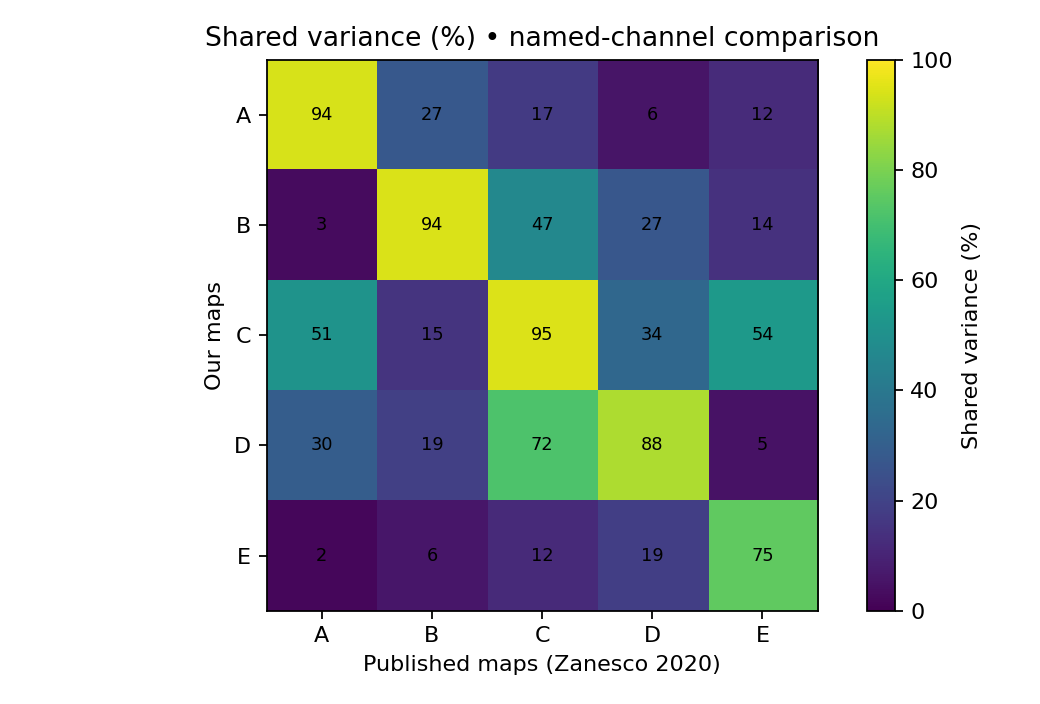 Shared variance (%) • named-channel comparison
A 94 27 17 6 12
B 3 94 47 27 14
C 51 15 95 34 54
D 30 19 72 88 5
E 2 6 12 19 75
A B C D E
Published maps (Zanesco 2020)
Our maps
100
80
60
40
20
0
Shared variance (%)